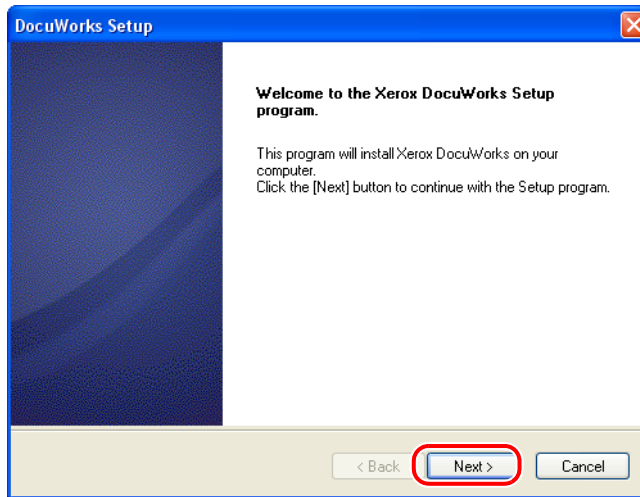 DocuWorks Setup
Welcome to the Xerox DocuWorks Setup
program.
This program will install Xerox DocuWorks on your
computer.
Click the [Next] button to continue with the Setup program.
< Back
Next >
Cancel